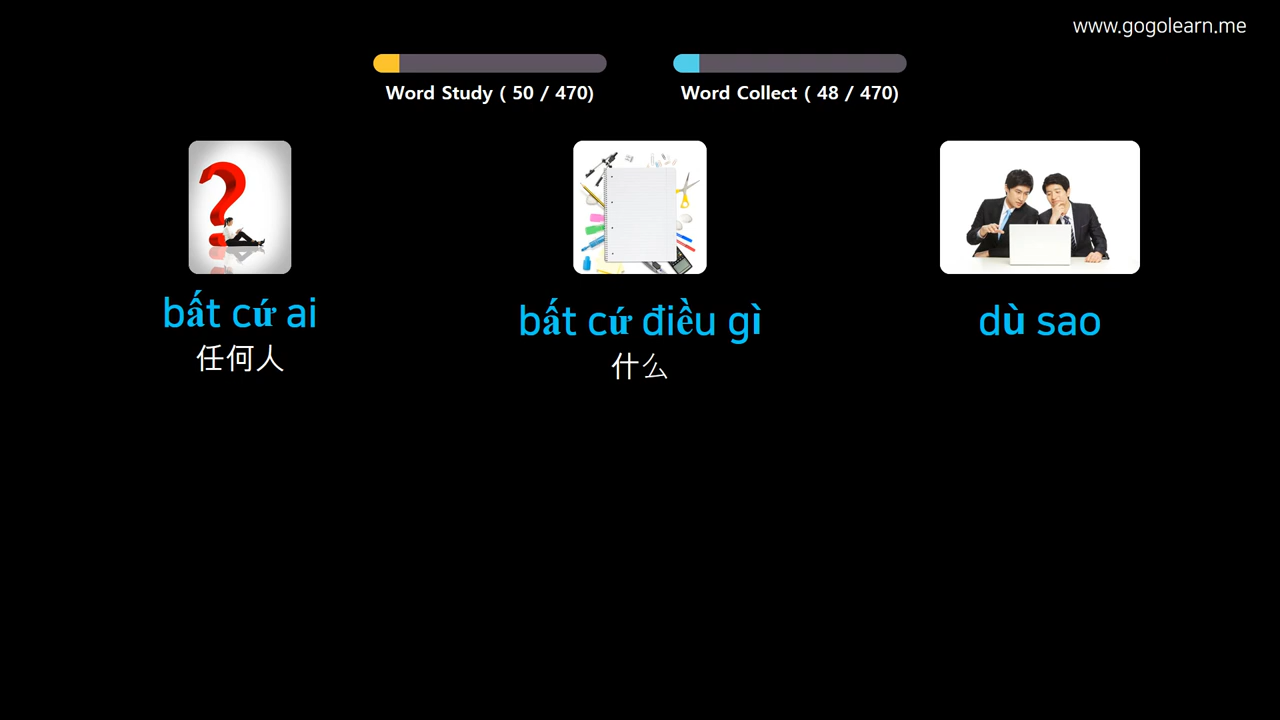 www.gogolearn.me
Word Study ( 50 / 470)
Word Collect ( 48 / 470)
bất cứ ai
任何人
bất cứ điều gì
什么
dù sao